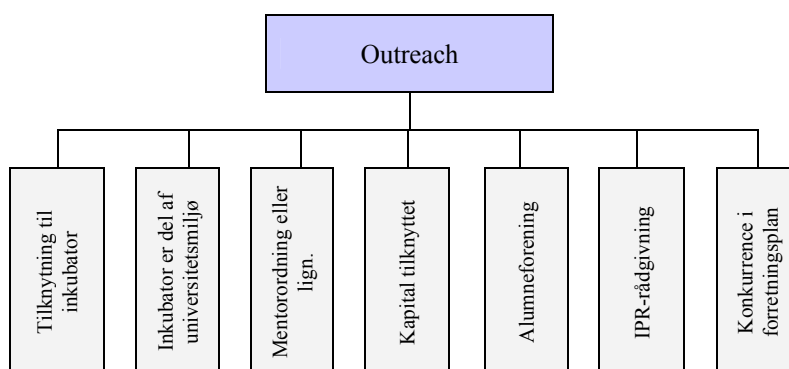 Outreach
Tilknytning til
inkubator
Inkubator er del af
universitetsmiljø
Mentorordning eller
lign.
Kapital tilknyttet
Alumneforening
IPR-rådgivning
Konkurrence i
forretningsplan